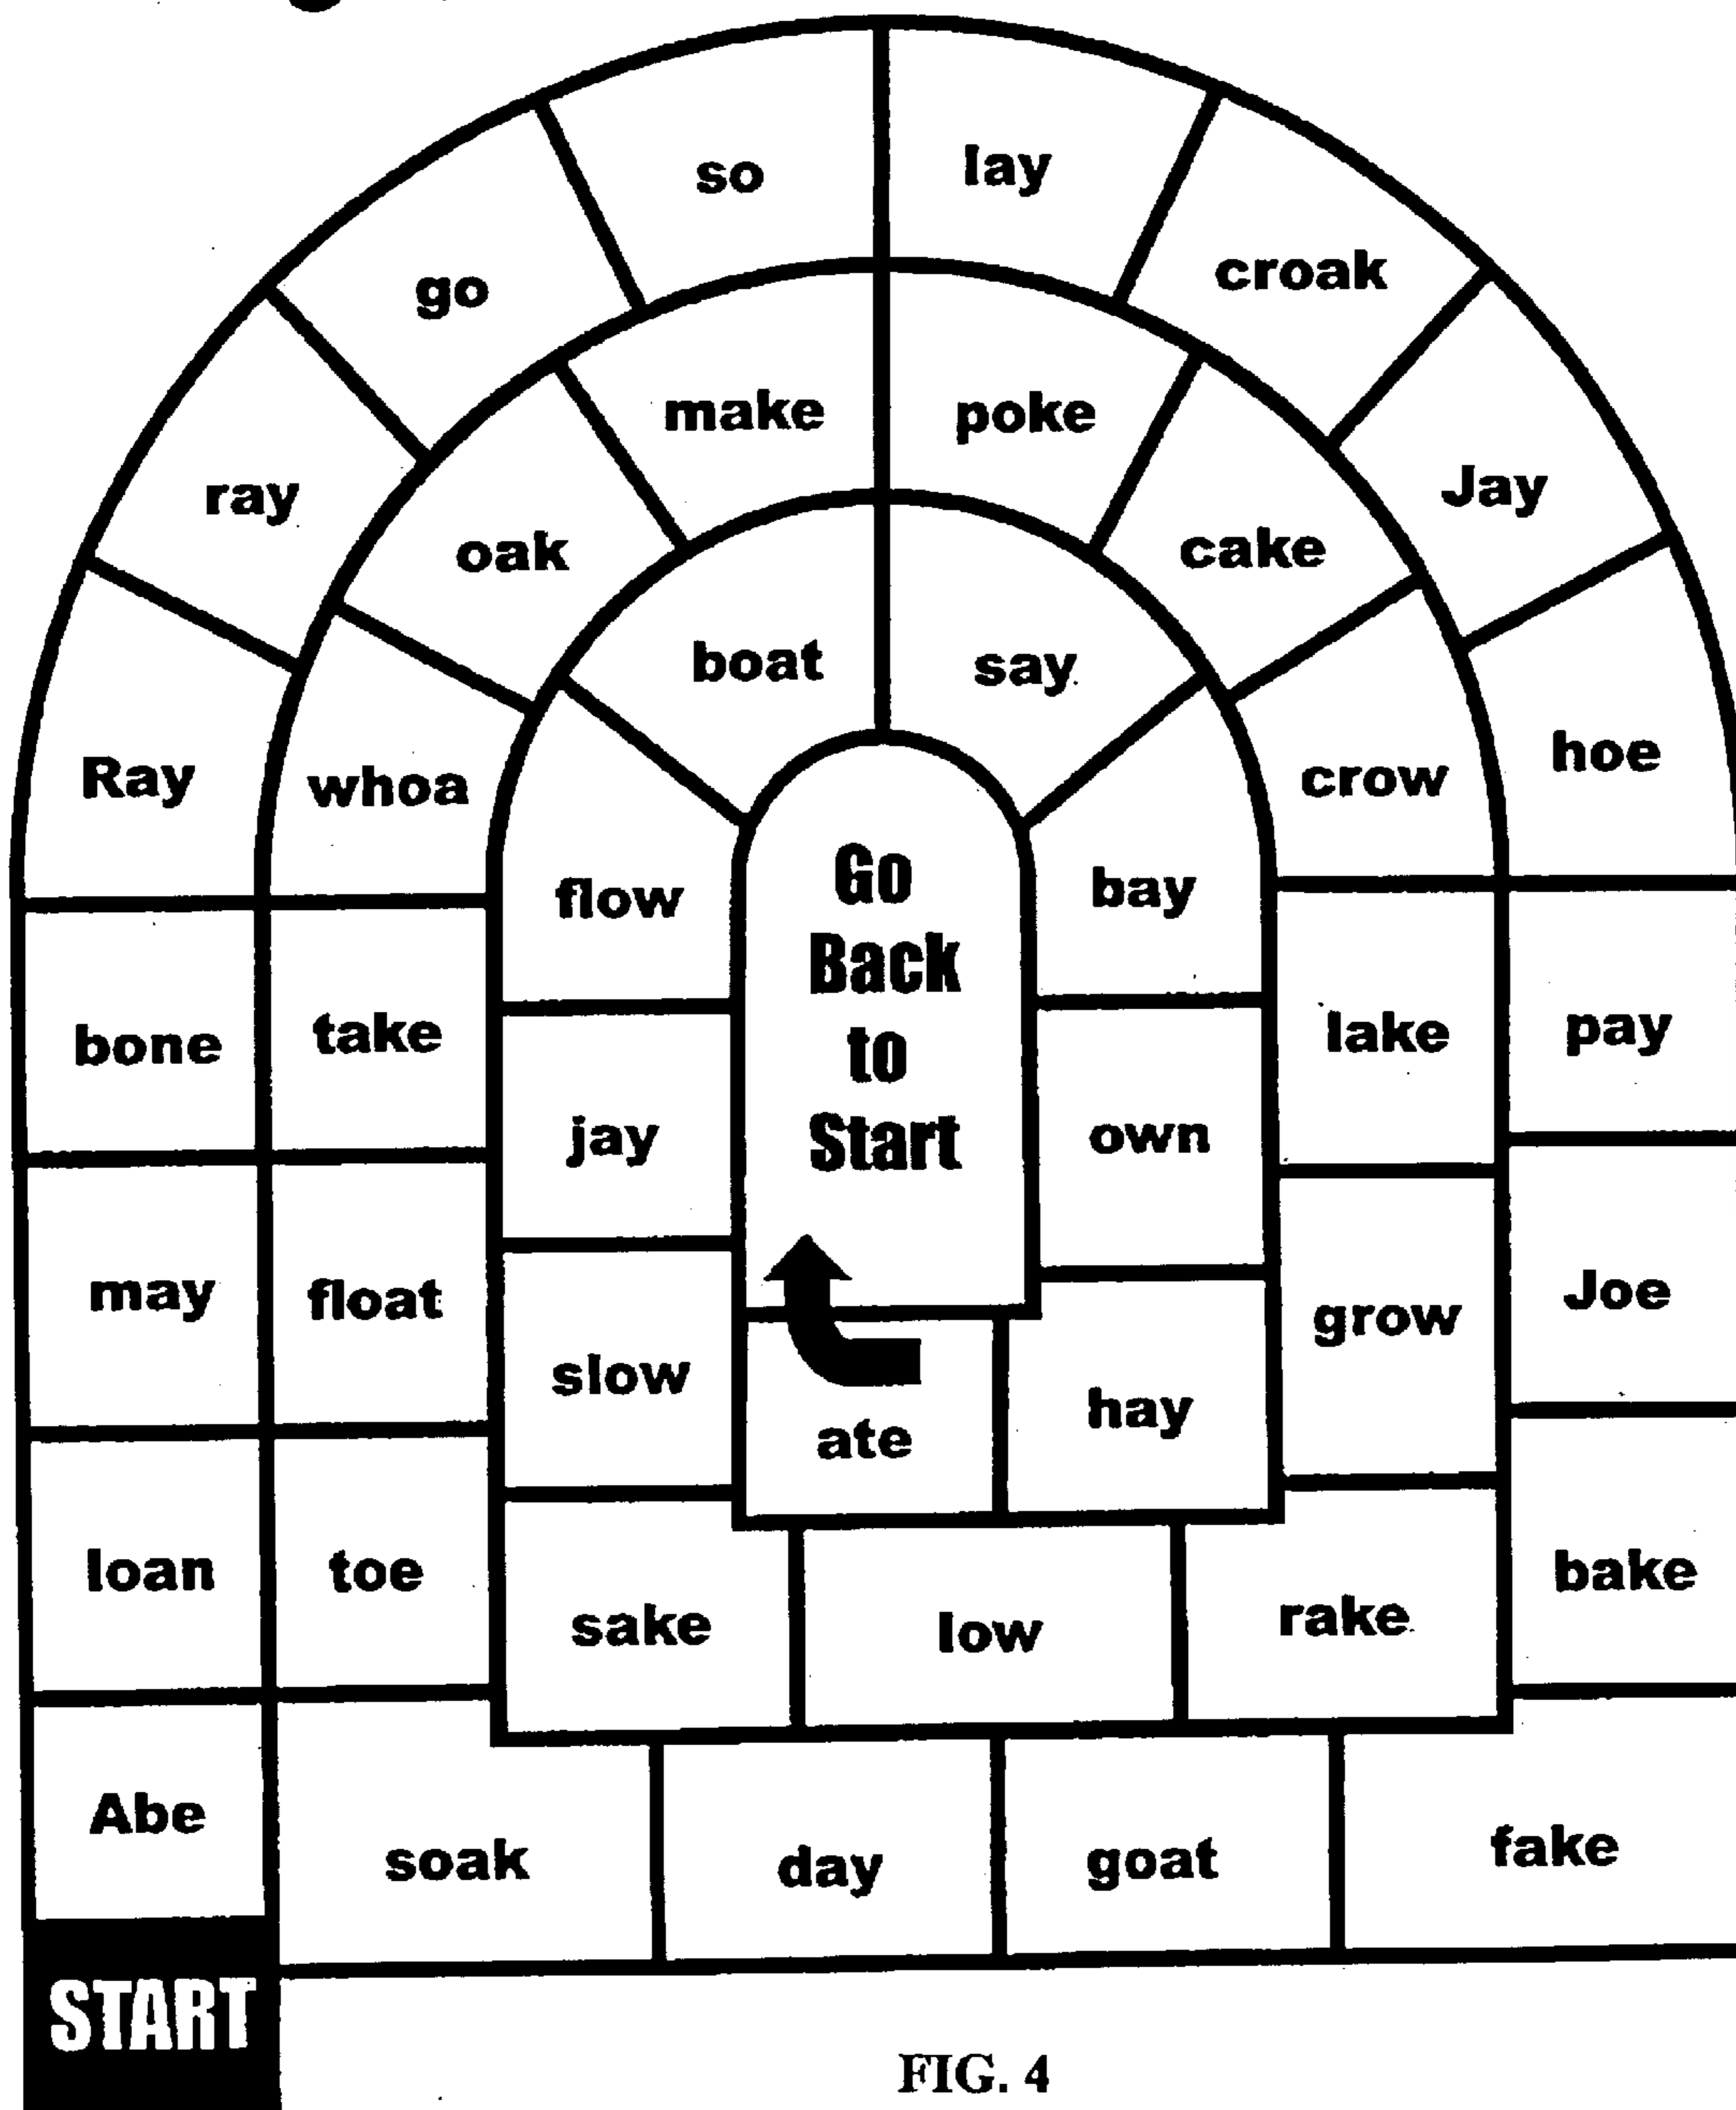 so
lay
go
croak
make
poke
ray
Jay
oak
cake
boat
say
Ray
whoa
crow
hoe
flow
Go
Back
to
Start
bay
bone
take
lake
pay
jay
own
may
float
grow
Joe
slow
ate
hay
loan
toe
bake
sake
low
rake
Abe
soak
day
goat
fake
START
FIG. 4